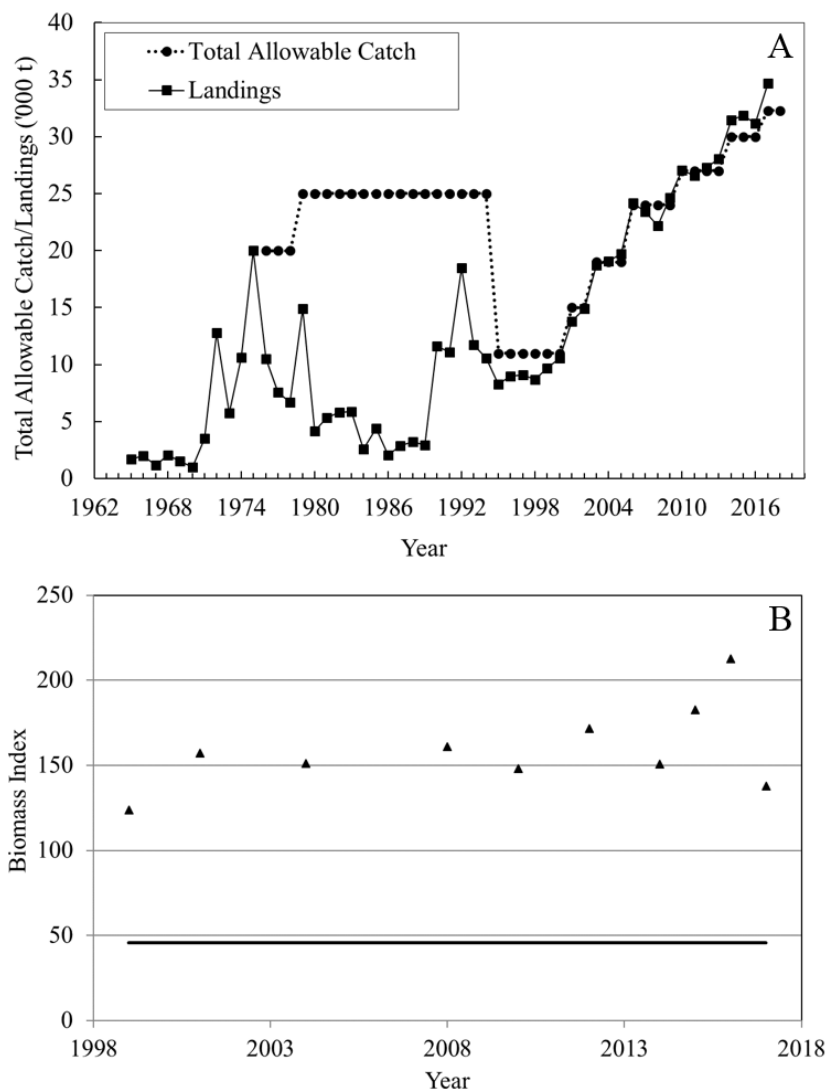 A
Total Allowable Catch
Landings
Total Allowable Catch/Landings ('000 t)
40
35
30
25
20
15
10
5
0
1962 1968 1974 1980 1986 1992 1998 2004 2010 2016
Year
B
Biomass Index
250
200
150
100
50
0
1998 2003 2008 2013 2018
Year